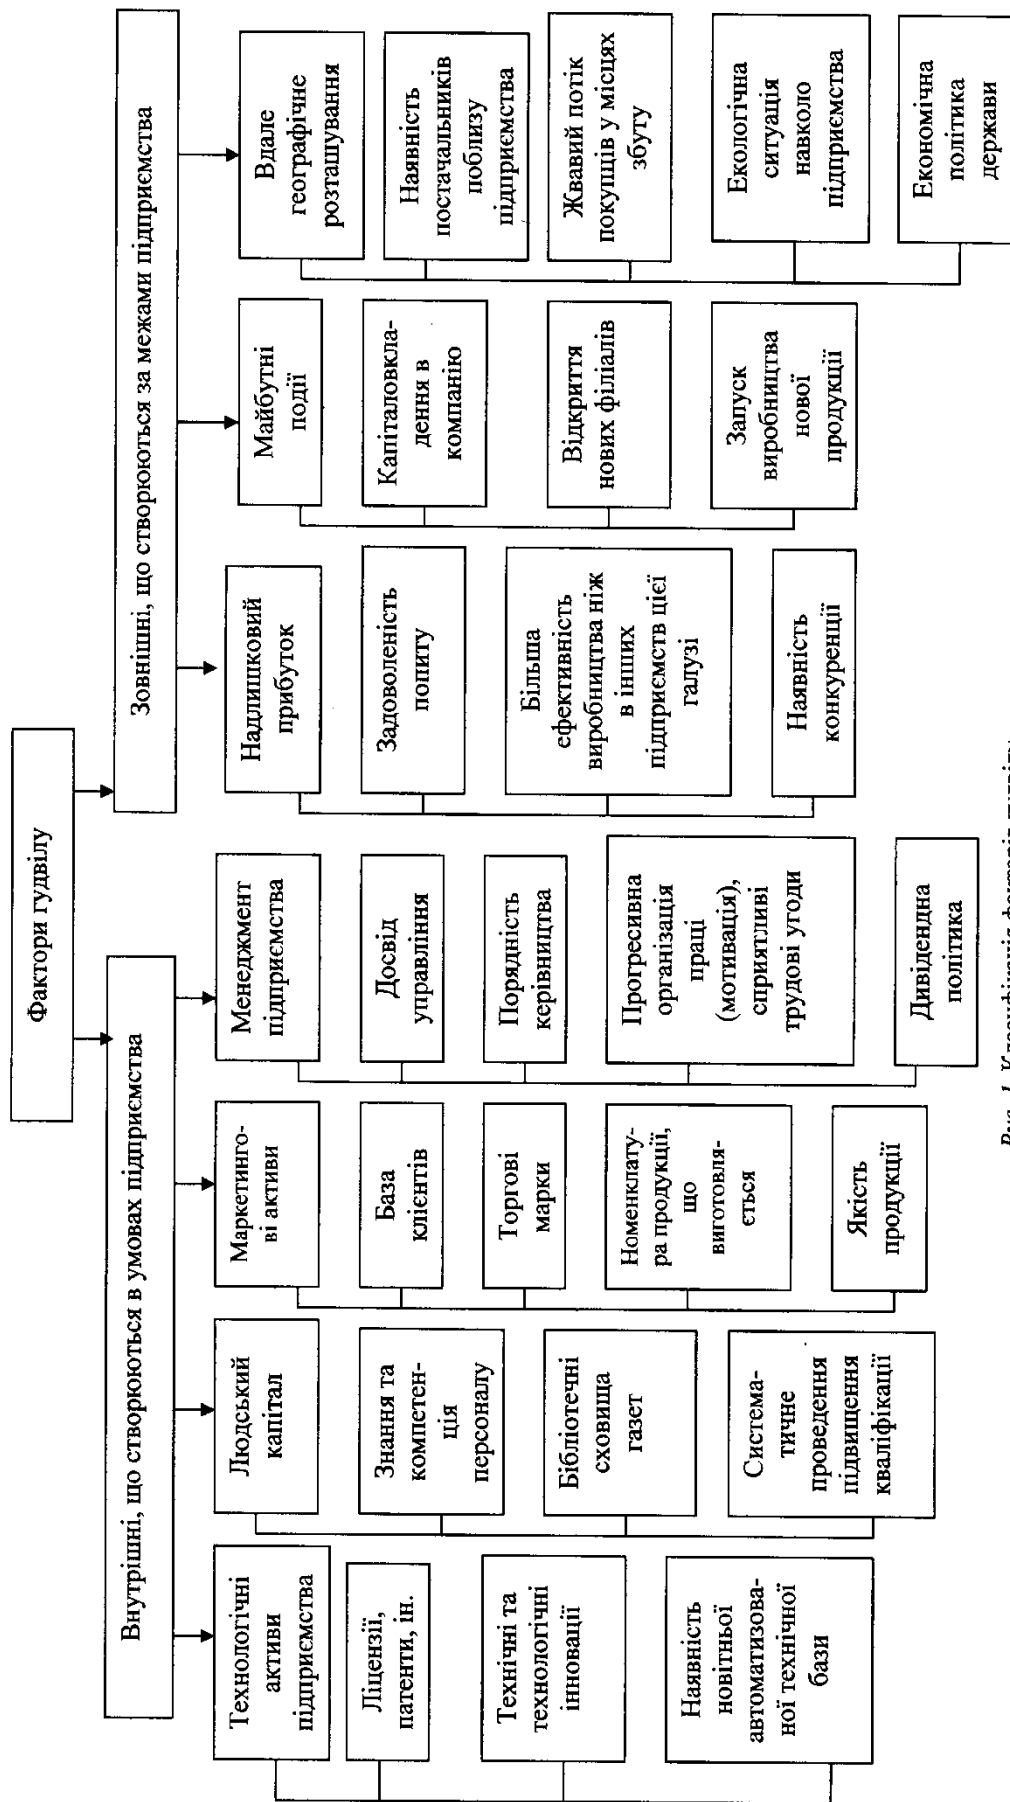 Фактори гудвілу
Внутрішні, що створюються в умовах підприємства
Зовнішні, що створюються за межами підприємства
Технологічні
активи
підприємства
Ліцензії,
патенти, ін.
Технічні та
технологічні
інновації
Наявність
новітньої
автоматизова-
ної технічної
бази
Людський
капітал
Знання та
компетен-
ція
персоналу
Бібліотечні
сховища
газет
Система-
тичне
проведення
підвищення
кваліфікації
Маркетинго-
ві активи
База
клієнтів
Торгові
марки
Номенклату-
ра продукції,
що
виготовля-
ється
Якість
продукції
Менеджмент
підприємства
Досвід
управління
Порядність
керівництва
Прогресивна
організація
праці
(мотивація),
сприятливі
трудові угоди
Дивідендна
політика
Надлишковий
прибуток
Задоволеність
попиту
Більша
ефективність
виробництва ніж
в інших
підприємств цієї
галузі
Наявність
конкуренції
Майбутні
події
Капіталовкла-
дення в
компанію
Відкриття
нових філіалів
Запуск
виробництва
нової
продукції
Вдале
географічне
розташування
Наявність
постачальників
поблизу
підприємства
Жвавий потік
покупців у місцях
збуту
Екологічна
ситуація
навколо
підприємства
Економічна
політика
держави